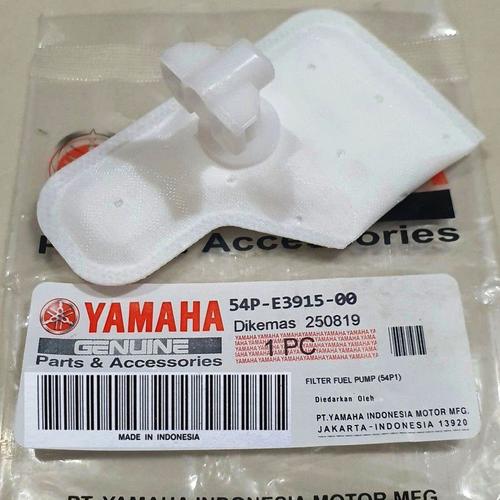 Accessories
YAMAHA
GENUINE
Parts & Accessories
54P-E3915-00
Dikemas 250819
1 PC
FILTER FUEL PUMP (54P1)
Diedarkan Oleh
PT.YAMAHA INDONESIA MOTOR MFG.
JAKARTA-INDONESIA 13920
MADE IN INDONESIA
PT. YAMAHA INDONESIA MOTOR MFG